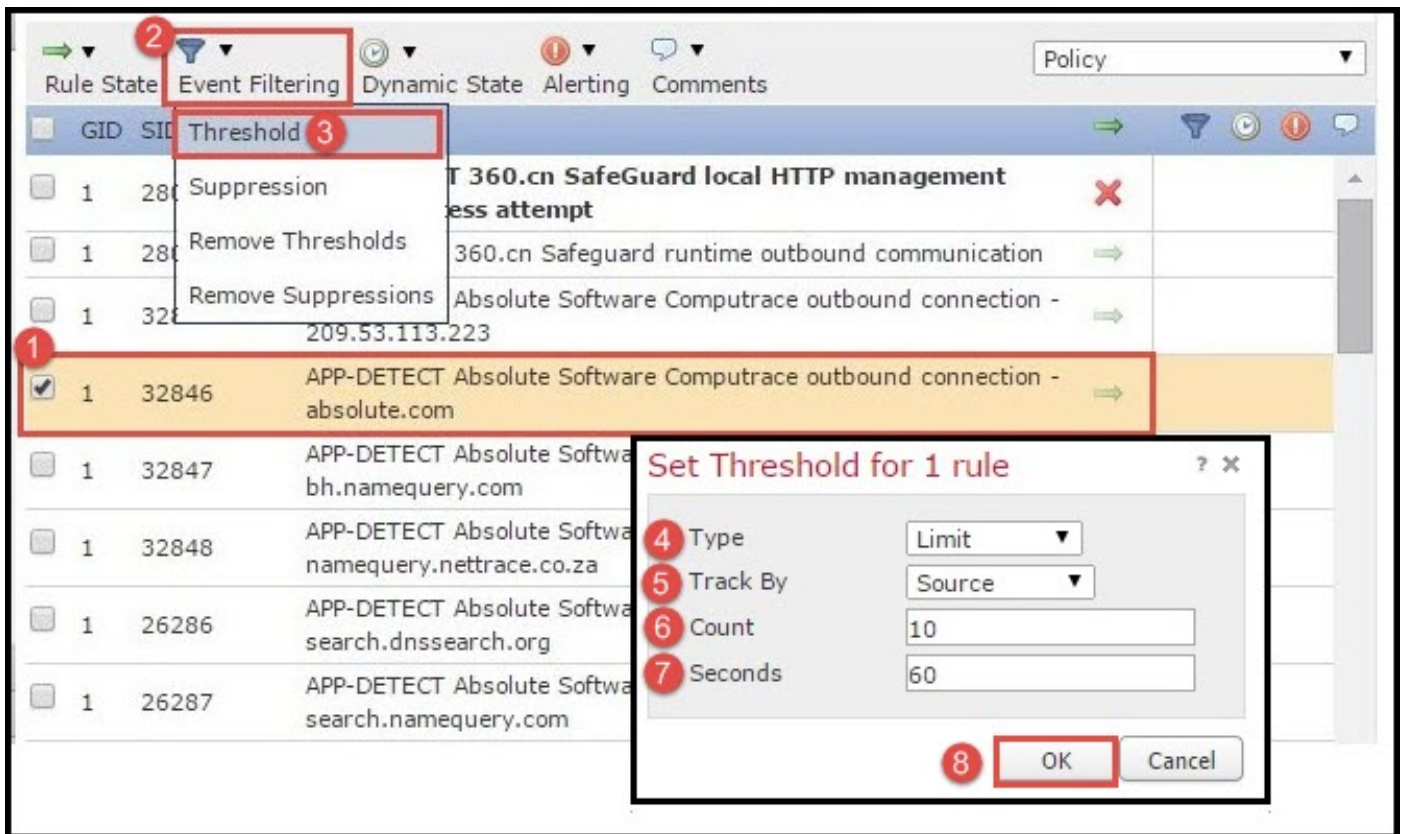 2
Rule State Event Filtering Dynamic State Alerting Comments
Policy
GID SID
Threshold 3
Suppression
Remove Thresholds
Remove Suppressions
1 280 T 360.cn SafeGuard local HTTP management
ess attempt
1 280 360.cn Safeguard runtime outbound communication
1 328 Absolute Software Computrace outbound connection -
209.53.113.223
1
1 32846 APP-DETECT Absolute Software Computrace outbound connection -
absolute.com
1 32847 APP-DETECT Absolute Softwa
bh.namequery.com
1 32848 APP-DETECT Absolute Softwa
namequery.nettrace.co.za
1 26286 APP-DETECT Absolute Softwa
search.dnssearch.org
1 26287 APP-DETECT Absolute Softwa
search.namequery.com
Set Threshold for 1 rule ? X
4 Type Limit
5 Track By Source
6 Count 10
7 Seconds 60
8 OK Cancel